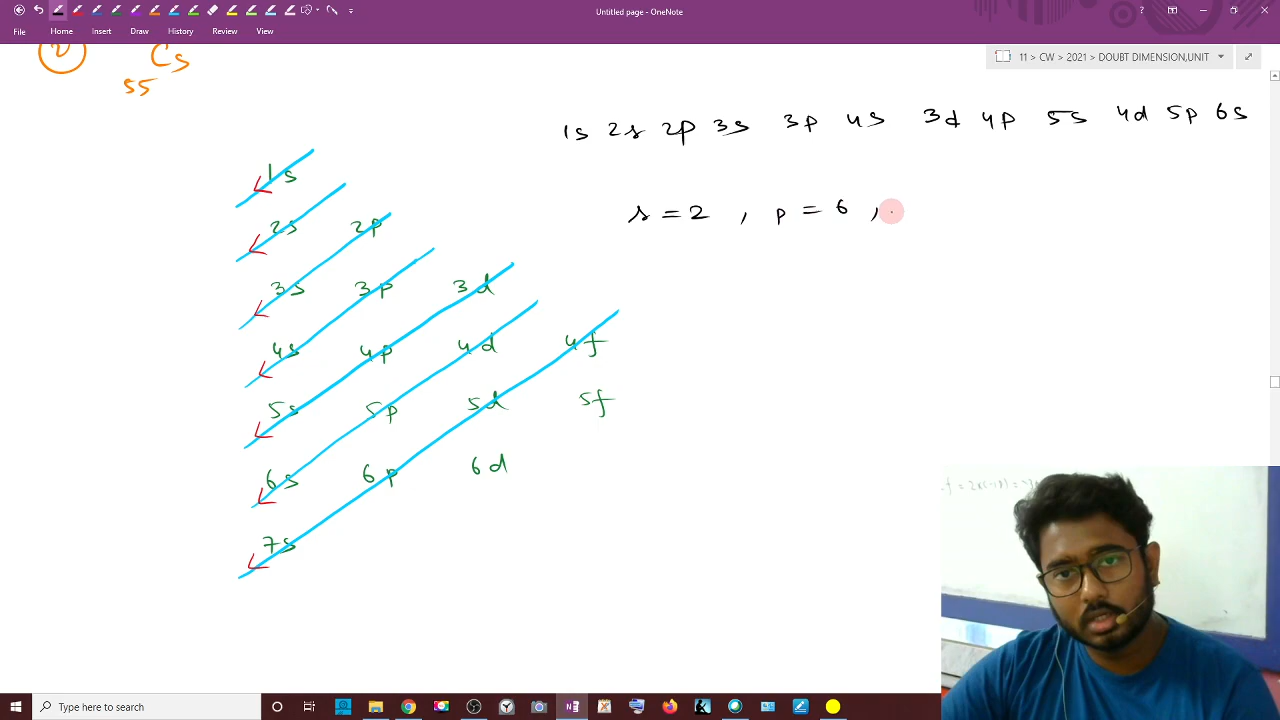 Untitled page - OneNote
File Home Insert Draw History Review View
11 > CW > 2021 > DOUBT DIMENSION,UNIT
2 Cs
55
1s 2s 2p 3s 3p 4s 3d 4p 5s 4d 5p 6s
1s
s = 2 , p = 6 ,
2s 2p
3s 3p 3d
4s 4p 4d 4f
5s 5p 5d 5f
6s 6p 6d
7s
Type here to search